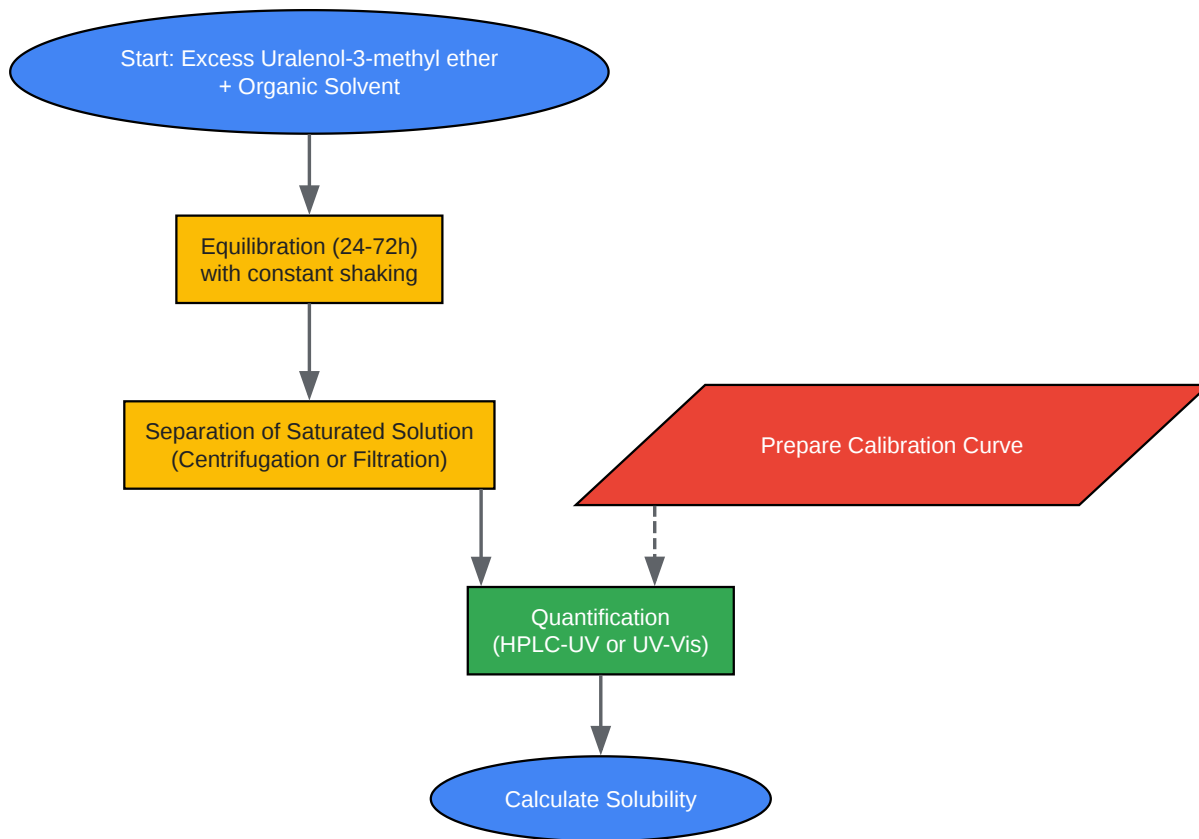 Start: Excess Uralenol-3-methyl ether
+ Organic Solvent
Equilibration (24-72h)
with constant shaking
Separation of Saturated Solution
(Centrifugation or Filtration)
Prepare Calibration Curve
Quantification
(HPLC-UV or UV-Vis)
Calculate Solubility